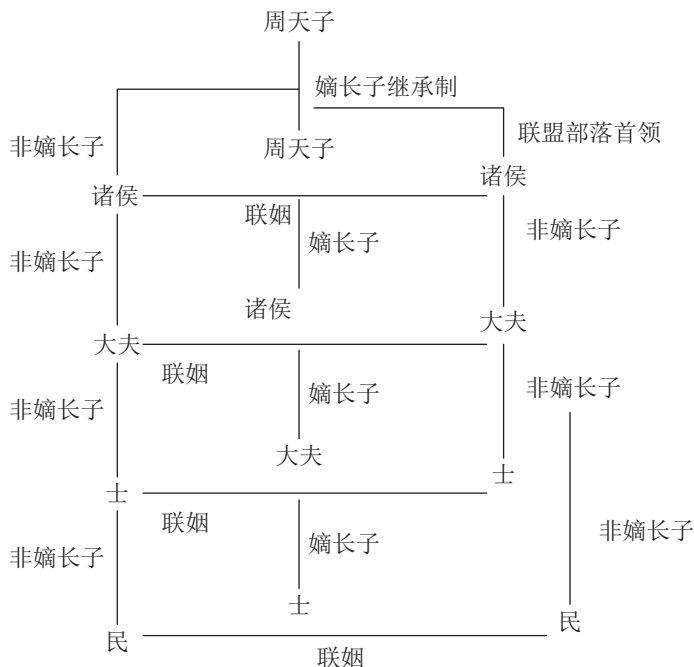 周天子
嫡长子继承制
联盟部落首领
非嫡长子
周天子
诸侯
诸侯
联姻
嫡长子
非嫡长子
非嫡长子
诸侯
大夫
大夫
联姻
嫡长子
非嫡长子
非嫡长子
大夫
士
士
联姻
嫡长子
非嫡长子
非嫡长子
士
民
民
联姻